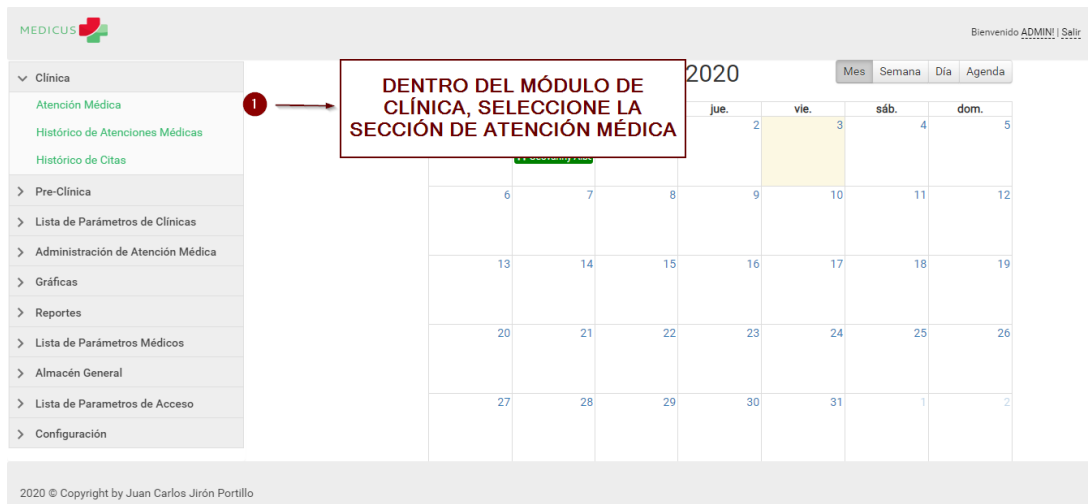 MEDICUS
Bienvenido ADMIN! | Salir
Clínica
Atención Médica
Histórico de Atenciones Médicas
Histórico de Citas
Pre-Clínica
Lista de Parámetros de Clínicas
Administración de Atención Médica
Gráficas
Reportes
Lista de Parámetros Médicos
Almacén General
Lista de Parametros de Acceso
Configuración
1
DENTRO DEL MÓDULO DE
CLÍNICA, SELECCIONE LA
SECCIÓN DE ATENCIÓN MÉDICA
2020
Mes Semana Día Agenda
jue. vie. sáb. dom.
2 3 4 5
6 7 8 9 10 11 12
13 14 15 16 17 18 19
20 21 22 23 24 25 26
27 28 29 30 31 1 2
2020 © Copyright by Juan Carlos Jirón Portillo